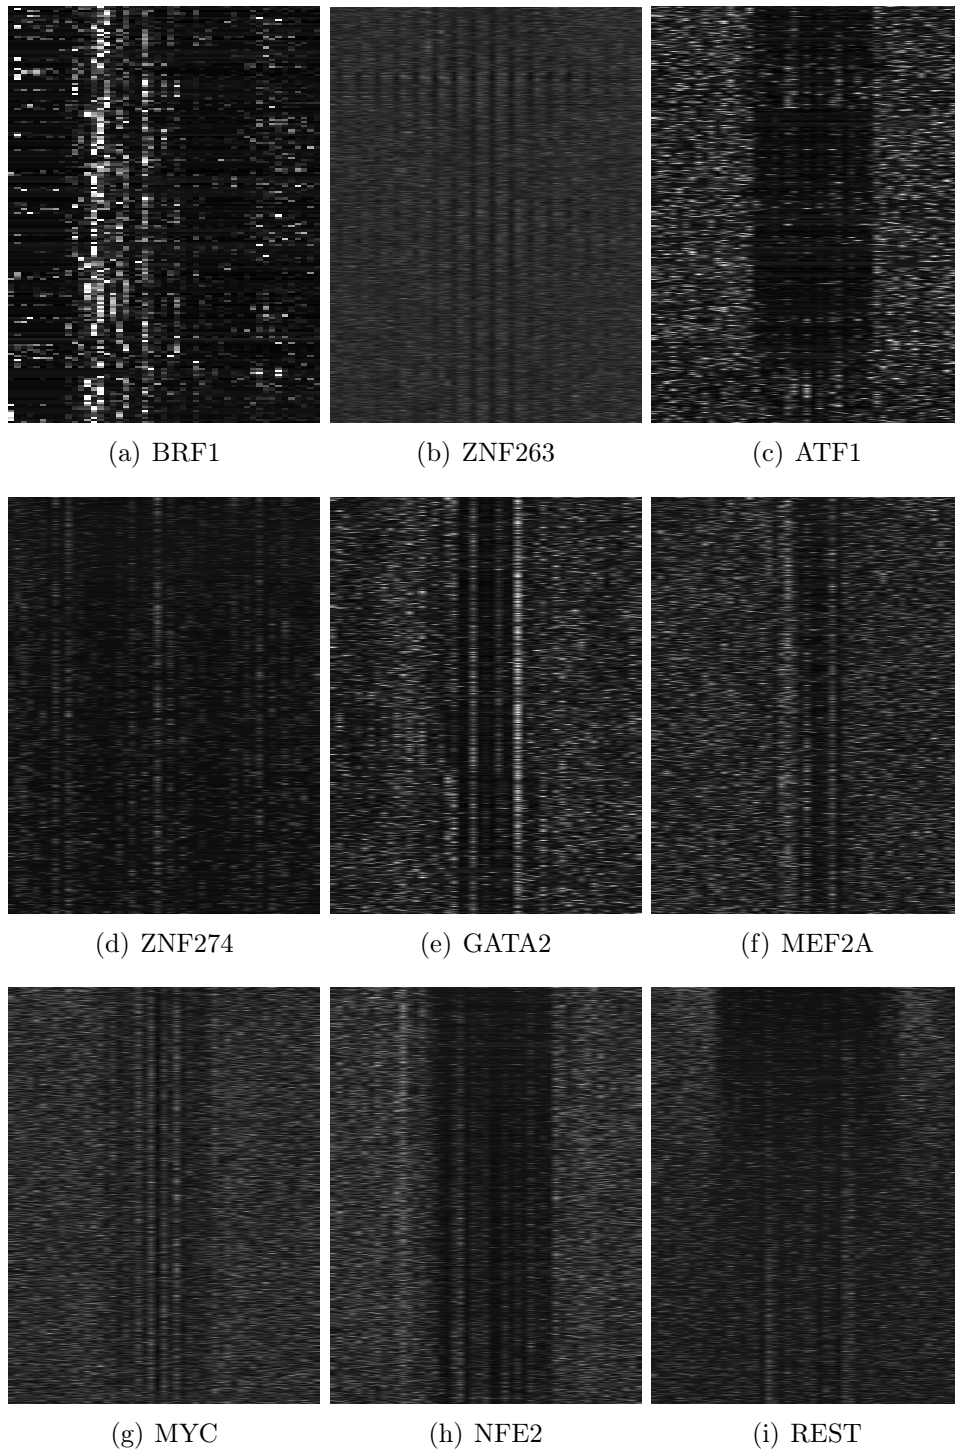 (a) BRF1
(b) ZNF263
(c) ATF1
(d) ZNF274
(e) GATA2
(f) MEF2A
(g) MYC
(h) NFE2
(i) REST